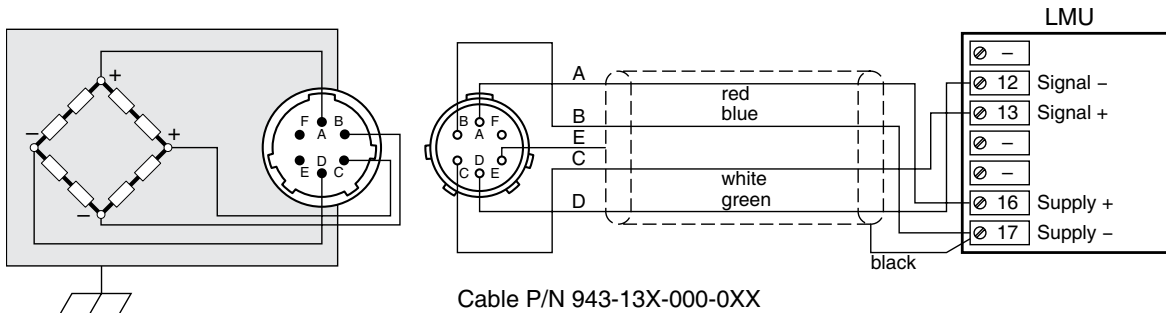 LMU
–
12 Signal –
13 Signal +
–
–
16 Supply +
17 Supply –
+
–
+
–
F B
A
D
E C
B F
A
D
C E
A
red
blue
B
E
C
white
green
D
black
Cable P/N 943-13X-000-0XX